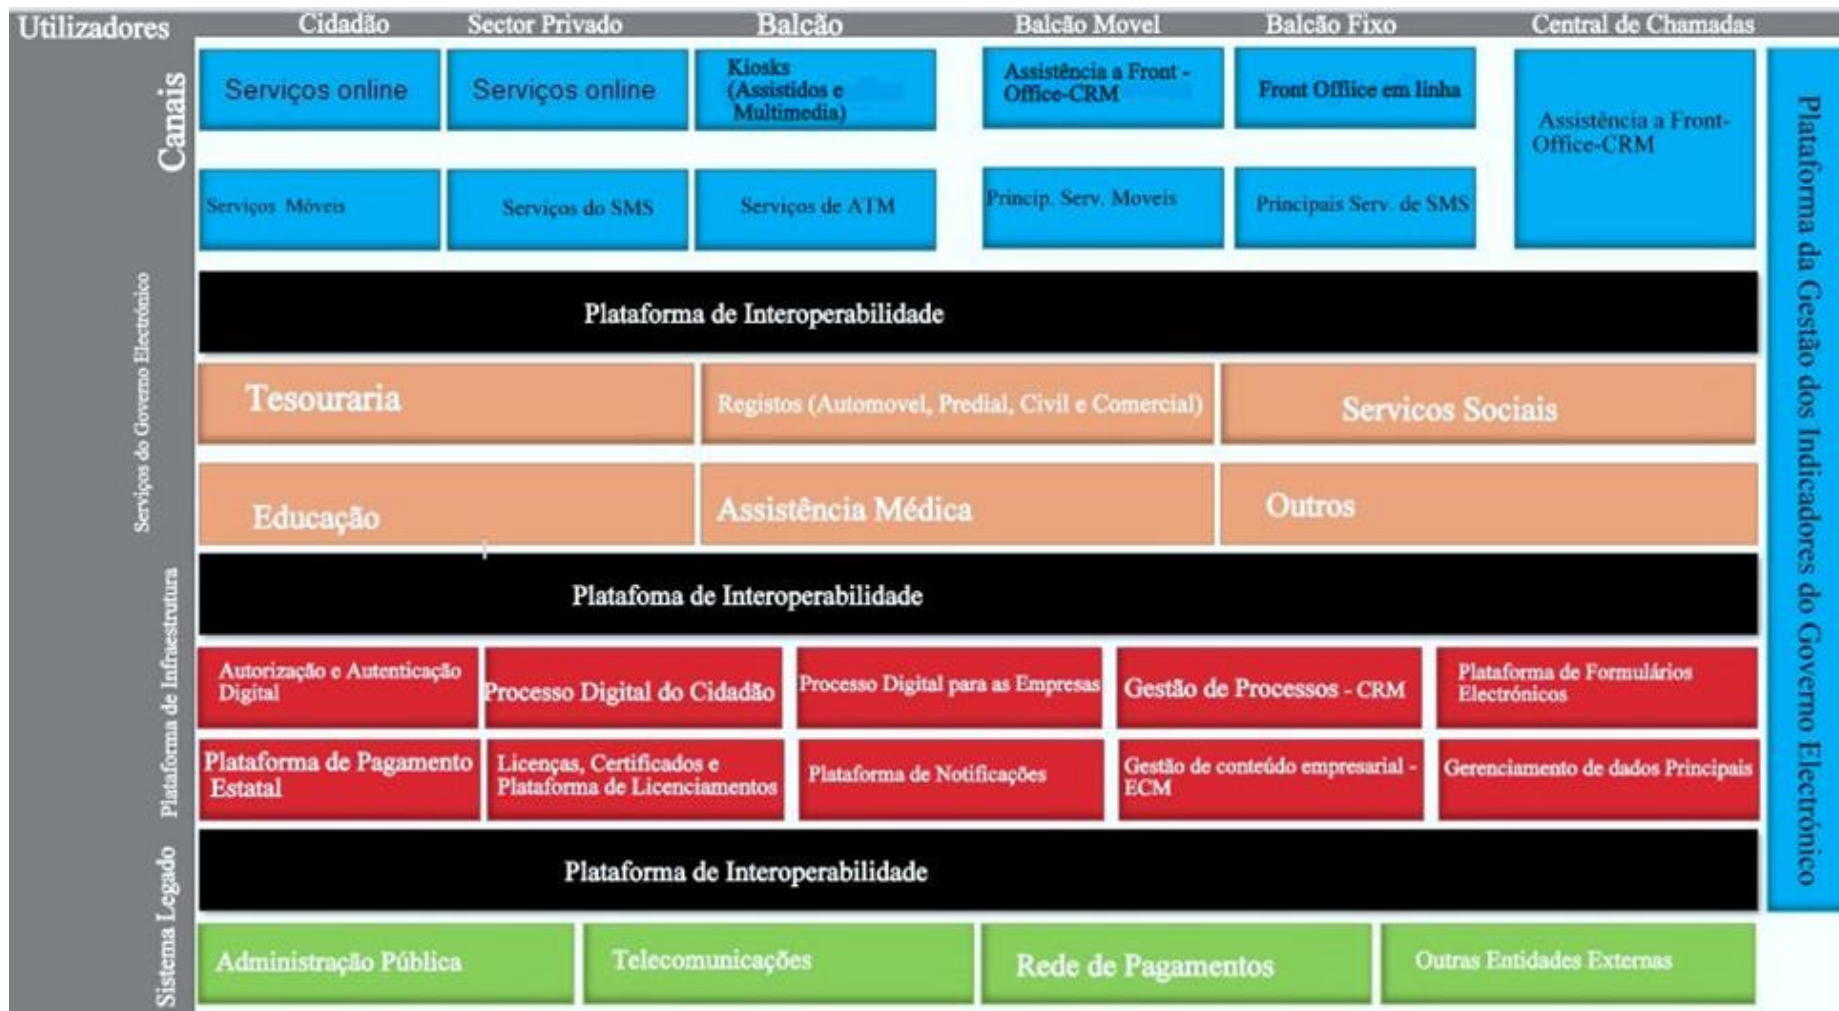 Utilizadores
Cidadão
Sector Privado
Balcão
Balcão Movel
Balcão Fixo
Central de Chamadas
Canais
Serviços online
Serviços online
Kiosks
(Assistidos e
Multimedia)
Assistência a Front -
Office-CRM
Front Offiice em linha
Assistência a Front-
Office-CRM
Serviços Móveis
Serviços do SMS
Serviços de ATM
Princip. Serv. Moveis
Principais Serv. de SMS
Plataforma da Gestão dos Indicadores do Governo Electrónico
Serviços do Governo Electrónico
Plataforma de Interoperabilidade
Tesouraria
Registos (Automovel, Predial, Civil e Comercial)
Servicos Sociais
Educação
Assistência Médica
Outros
Platafoma de Interoperabilidade
Plataforma de Infraestrutura
Autorização e Autenticação
Digital
Processo Digital do Cidadão
Processo Digital para as Empresas
Gestão de Processos - CRM
Plataforma de Formulários
Electrónicos
Plataforma de Pagamento
Estatal
Licenças, Certificados e
Plataforma de Licenciamentos
Plataforma de Notificações
Gestão de conteúdo empresarial -
ECM
Gerenciamento de dados Principais
Plataforma de Interoperabilidade
Sistema Legado
Administração Pública
Telecomunicações
Rede de Pagamentos
Outras Entidades Externas